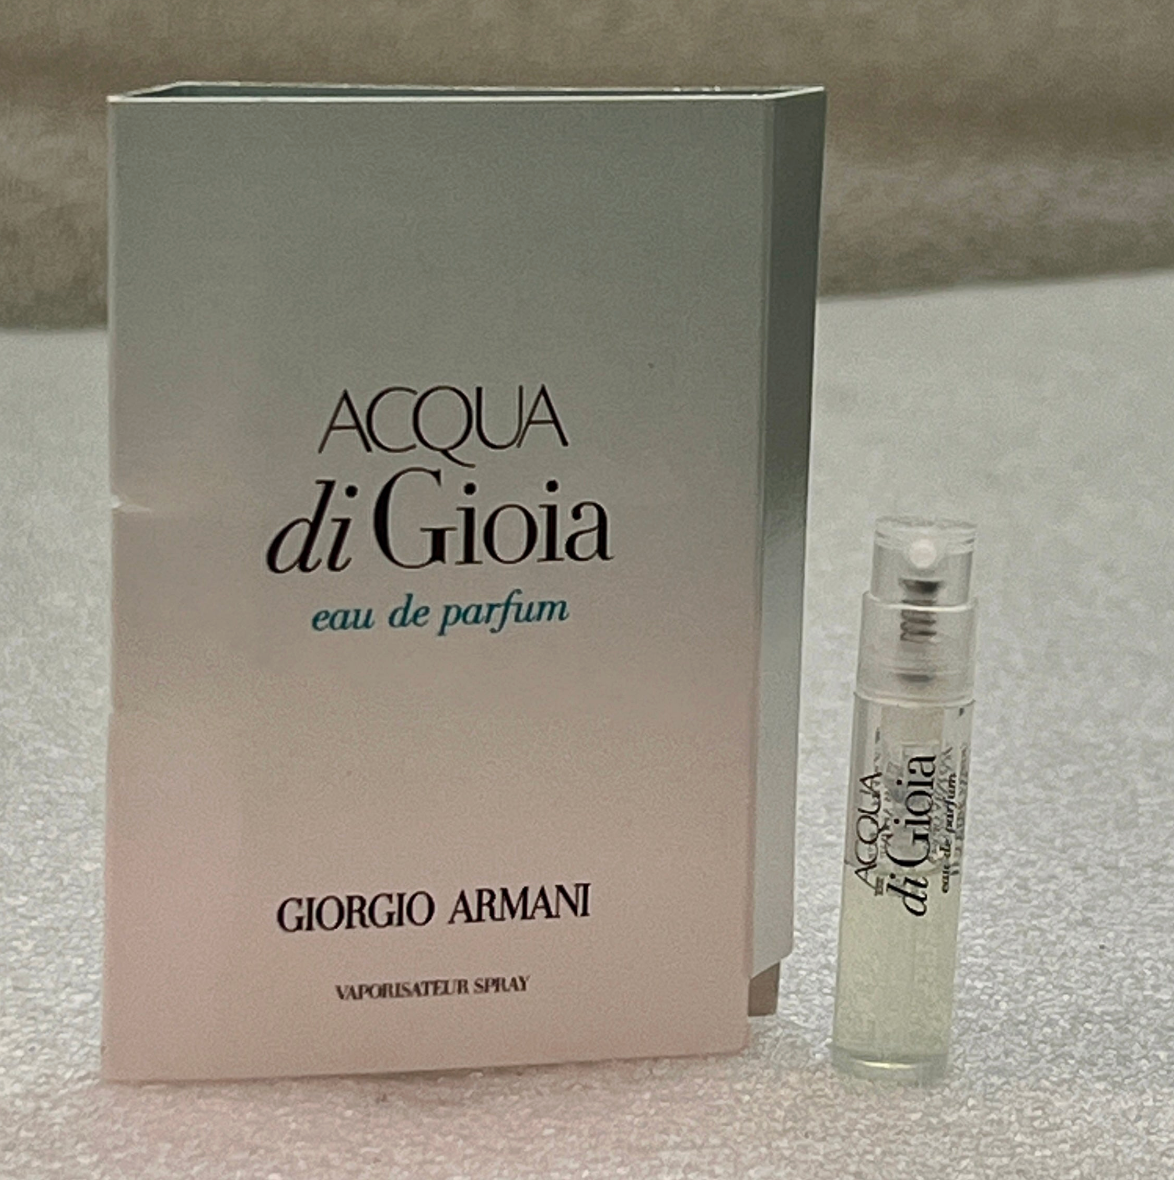 ACQUA
di Gioia
eau de parfum
GIORGIO ARMANI
VAPORISATEUR SPRAY
ACQUA
di Gioia
eau de parfum